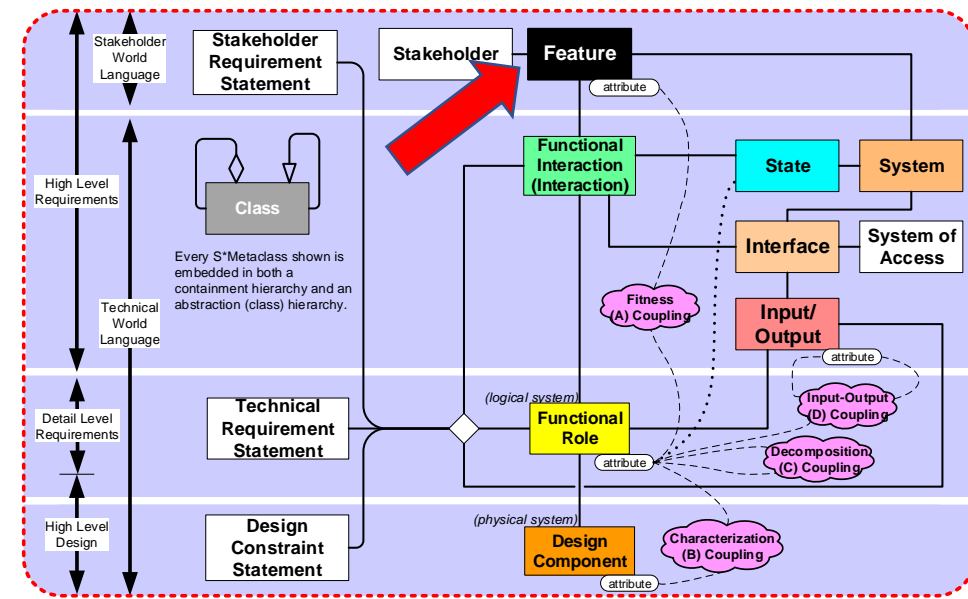 Stakeholder
World
Language
High Level
Requirements
Technical
World
Language
Detail Level
Requirements
High Level
Design
Stakeholder
Requirement
Statement
Stakeholder
Feature
attribute
Class
Every S*Metaclass shown is
embedded in both a
containment hierarchy and an
abstraction (class) hierarchy.
Functional
Interaction
(Interaction)
State
System
Interface
System of
Access
Fitness
(A) Coupling
Input/
Output
attribute
(logical system)
Technical
Requirement
Statement
Functional
Role
attribute
Input-Output
(D) Coupling
Decomposition
(C) Coupling
(physical system)
Design
Constraint
Statement
Design
Component
attribute
Characterization
(B) Coupling